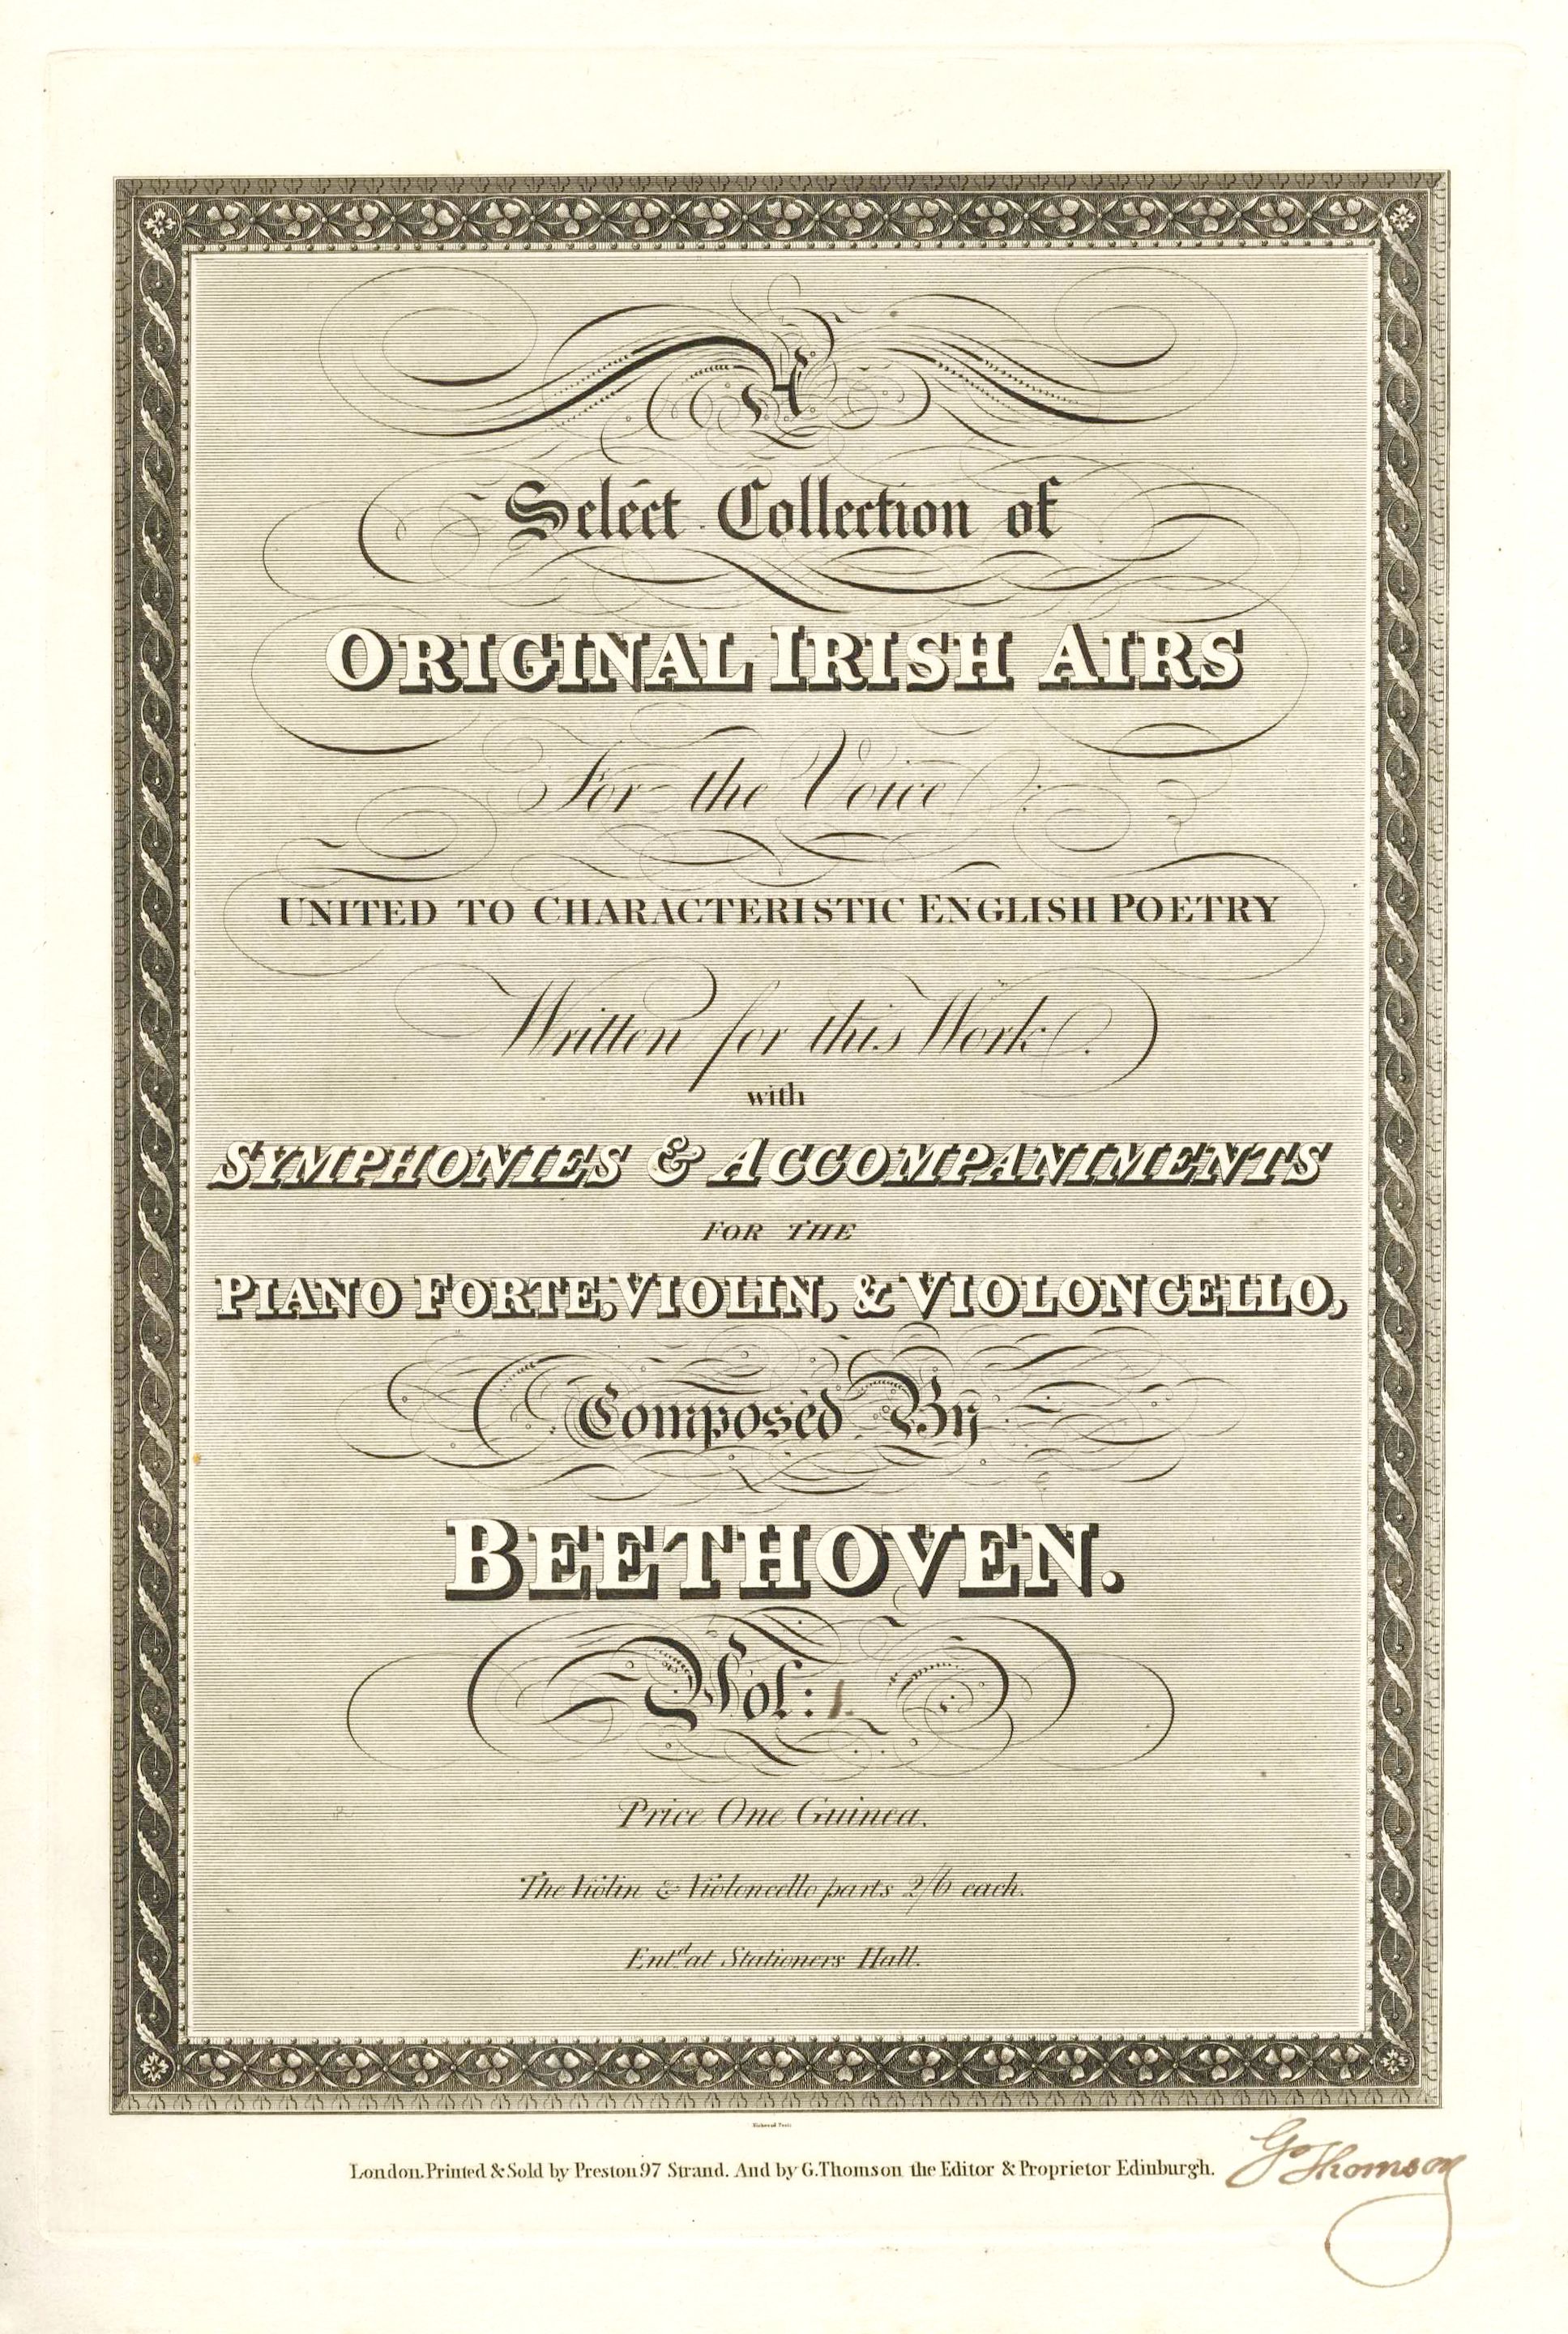 A
Select Collection of
ORIGINAL IRISH AIRS
For the Voice
UNITED TO CHARACTERISTIC ENGLISH POETRY
Written for this Work
with
SYMPHONIES & ACCOMPANIMENTS
FOR THE
PIANO FORTE, VIOLIN, & VIOLONCELLO,
Composed By
BEETHOVEN.
Vol: 1.
Price One Guinea.
The Violin & Violoncello parts 2/6 each.
Entd. at Stationers Hall.
London. Printed & Sold by Preston 97 Strand. And by G. Thomson the Editor & Proprietor Edinburgh.
Go Thomson